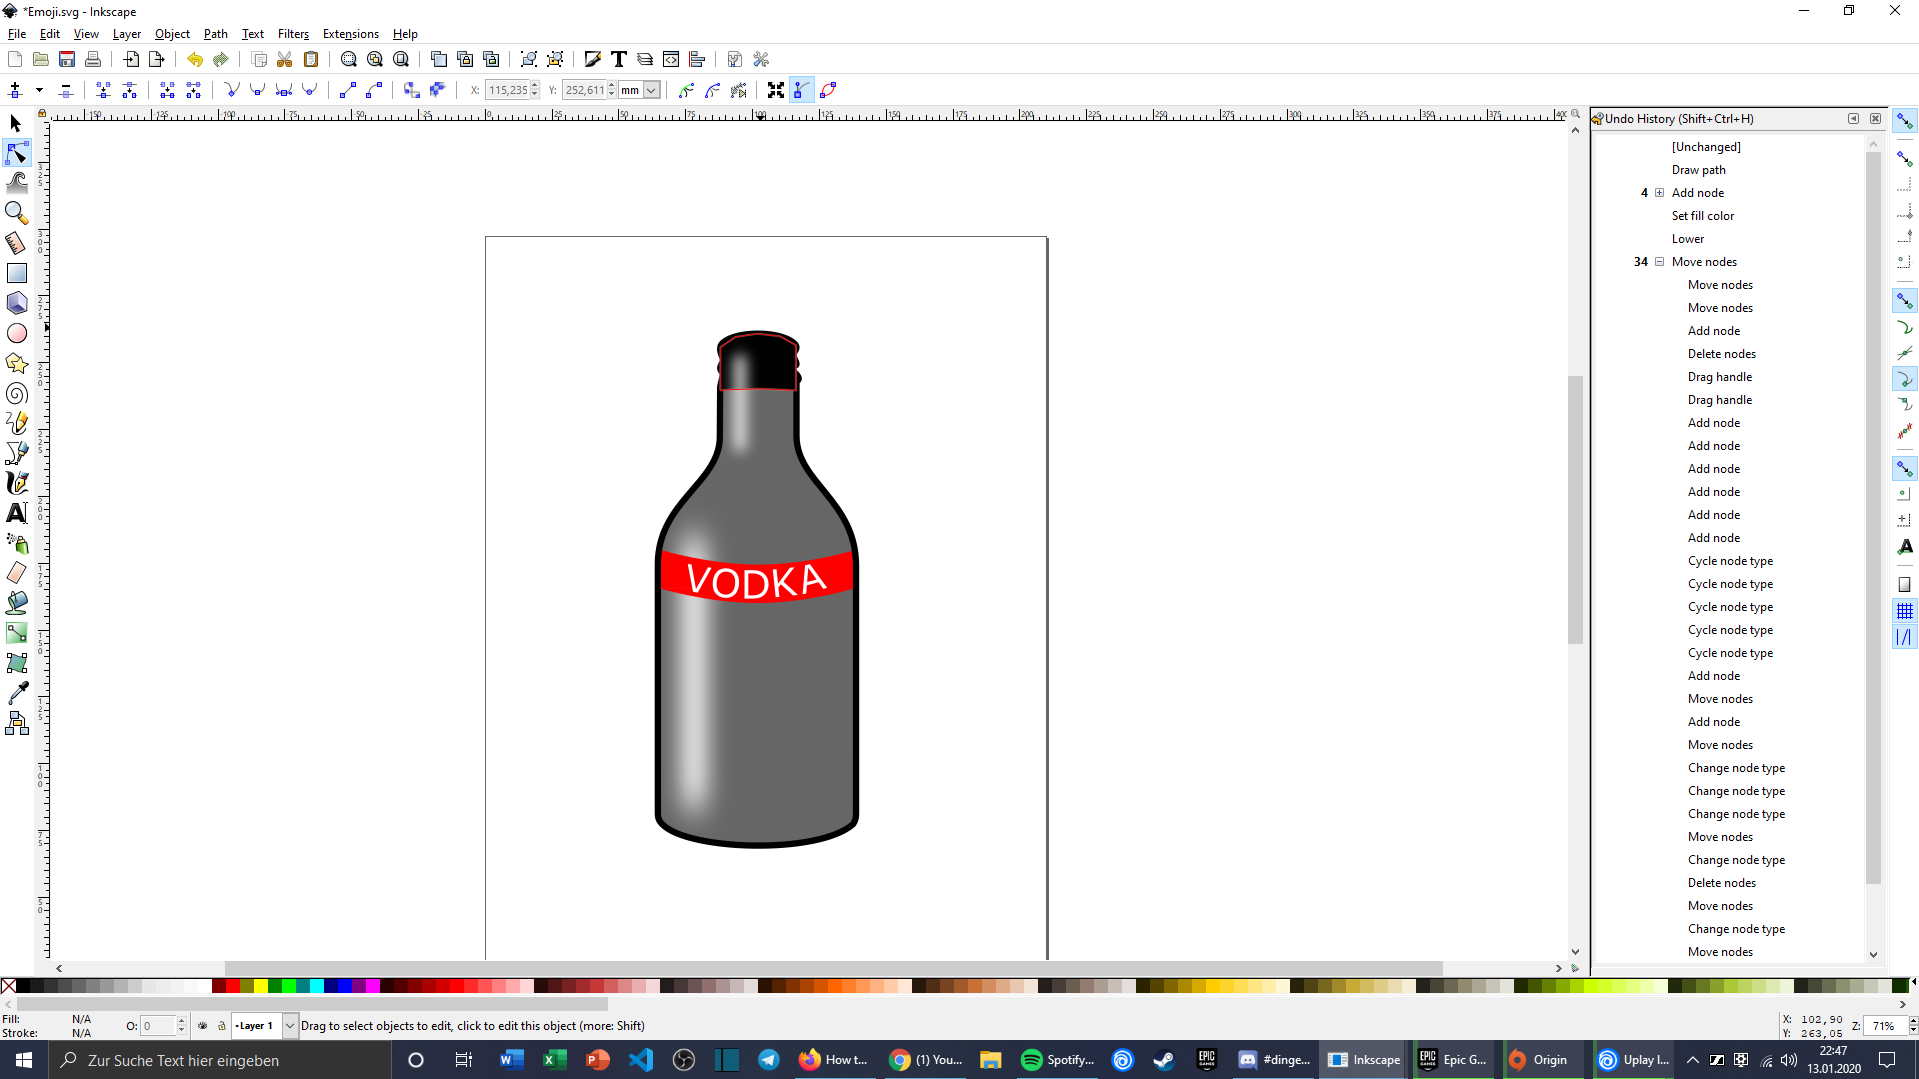 *Emoji.svg - Inkscape
File Edit View Layer Object Path Text Filters Extensions Help
X: 115,235 Y: 252,611 mm
Undo History (Shift+Ctrl+H)
[Unchanged]
Draw path
4 Add node
Set fill color
Lower
34 Move nodes
Move nodes
Move nodes
Add node
Delete nodes
Drag handle
Drag handle
Add node
Add node
Add node
Add node
Add node
Add node
Cycle node type
Cycle node type
Cycle node type
Cycle node type
Cycle node type
Add node
Move nodes
Add node
Move nodes
Change node type
Change node type
Change node type
Move nodes
Change node type
Delete nodes
Move nodes
Change node type
Move nodes
VODKA
Fill: N/A
Stroke: N/A
O: 0
Layer 1
Drag to select objects to edit, click to edit this object (more: Shift)
X: 102,90
Y: 263,05
Z: 71%
Zur Suche Text hier eingeben
How t...
(1) You...
Spotify...
#dinge...
Inkscape
Epic G...
Origin
Uplay l...
22:47
13.01.2020